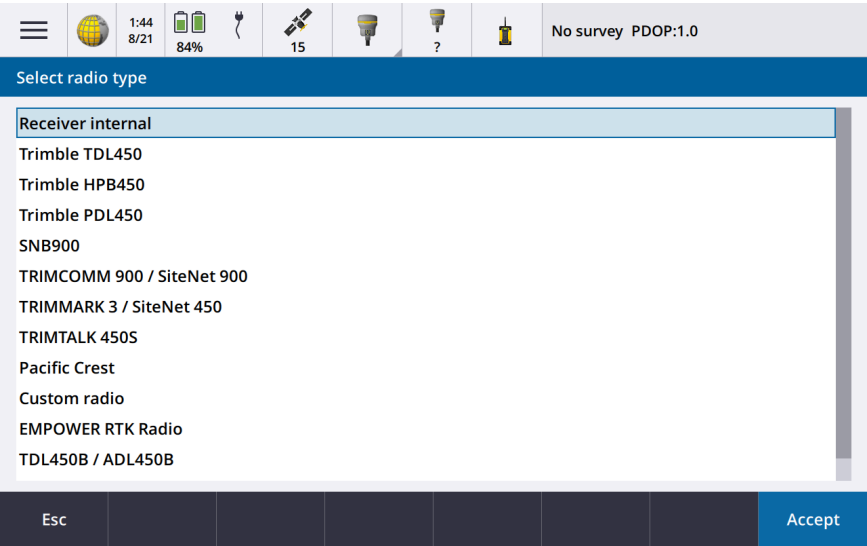 1:44
8/21
84%
15
?
No survey PDOP:1.0
Select radio type
Receiver internal
Trimble TDL450
Trimble HPB450
Trimble PDL450
SNB900
TRIMCOMM 900 / SiteNet 900
TRIMMARK 3 / SiteNet 450
TRIMTALK 450S
Pacific Crest
Custom radio
EMPOWER RTK Radio
TDL450B / ADL450B
Esc
Accept